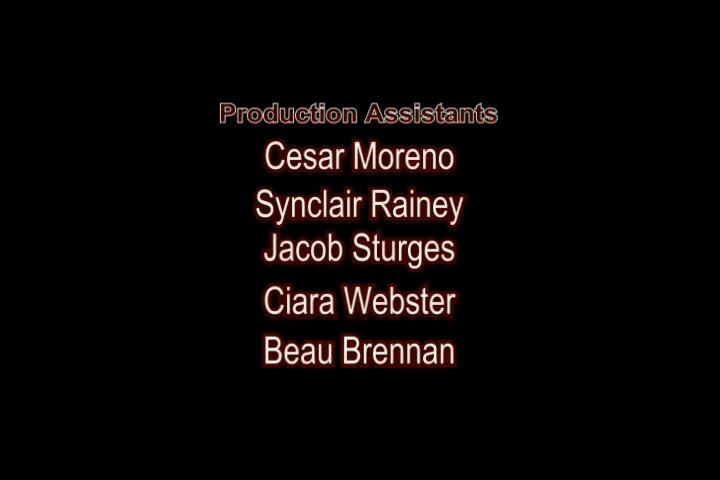 Production Assistants
Cesar Moreno
Synclair Rainey
Jacob Sturges
Ciara Webster
Beau Brennan